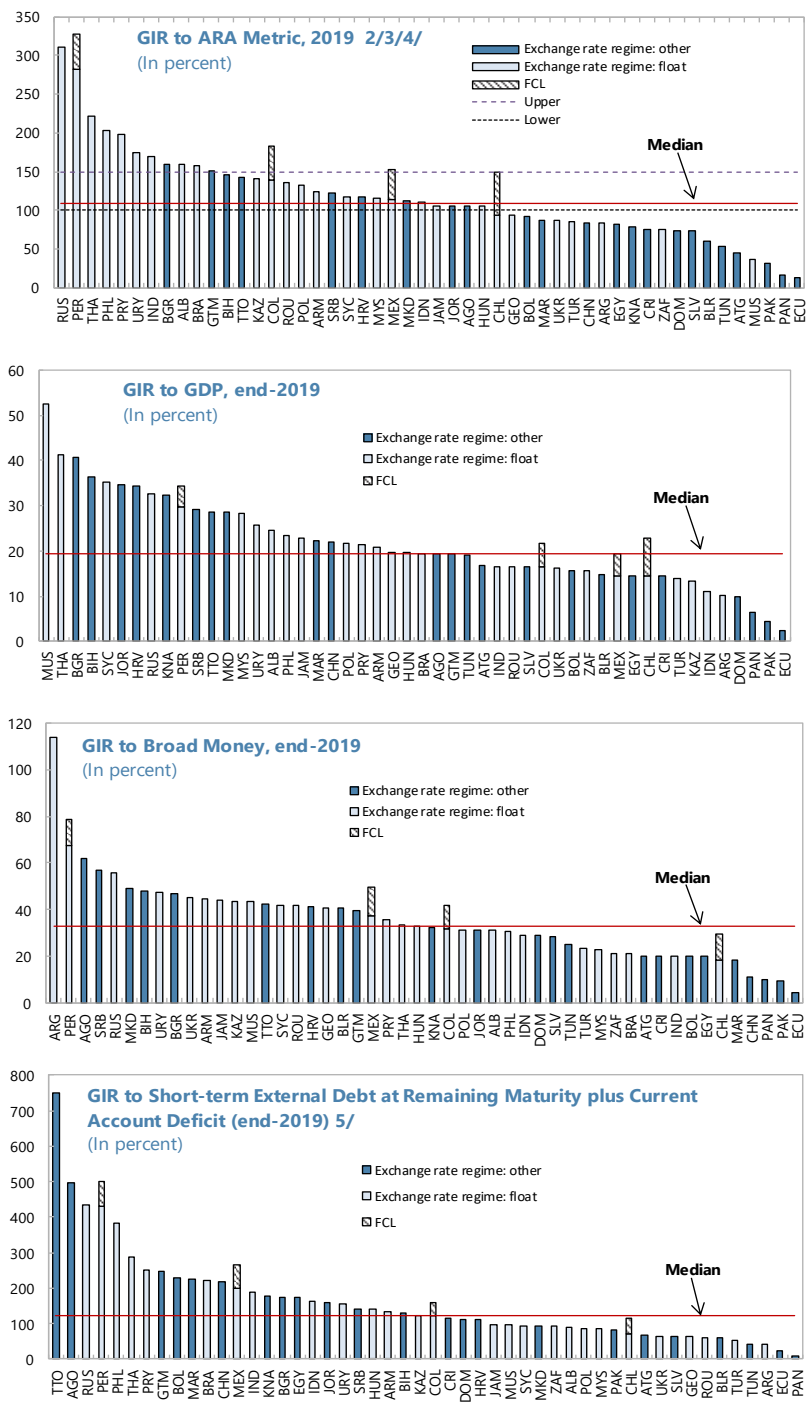 GIR to ARA Metric, 2019 2/3/4/
(In percent)
Exchange rate regime: other
Exchange rate regime: float
FCL
Upper
Lower
Median
350
300
250
200
150
100
50
0
RUS PER THA PHL PRY URY IND BGR ALB BRA GTM BIH TTO KAZ COL ROU POL ARM SRB SYC HRV MYS MEX MKD IDN JAM JOR AGO HUN CHL GEO BOL MAR UKR TUR CHN ARG EGY KNA CRI ZAF DOM SLV BLR TUN ATG MUS PAK PAN ECU
GIR to GDP, end-2019
(In percent)
Exchange rate regime: other
Exchange rate regime: float
FCL
Median
60
50
40
30
20
10
0
MUS THA BGR BIH SYC JOR HRV RUS KNA PER SRB TTO MKD MYS URY ALB PHL JAM MAR CHN POL PRY ARM GEO HUN BRA AGO GTM TUN ATG IND ROU SLV COL UKR BOL ZAF BLR MEX EGY CHL CRI TUR KAZ IDN ARG DOM PAN PAK ECU
GIR to Broad Money, end-2019
(In percent)
Exchange rate regime: other
Exchange rate regime: float
FCL
Median
120
100
80
60
40
20
0
ARG PER AGO SRB RUS MKD BIH URY BGR UKR ARM JAM KAZ MUS TTO SYC ROU HRV GEO BLR GTM MEX PRY THA HUN KNA COL POL JOR ALB PHL IDN DOM SLV TUN TUR MYS ZAF BRA ATG CRI IND BOL EGY CHL MAR CHN PAN PAK ECU
GIR to Short-term External Debt at Remaining Maturity plus Current
Account Deficit (end-2019) 5/
(In percent)
Exchange rate regime: other
Exchange rate regime: float
FCL
Median
800
700
600
500
400
300
200
100
0
TTO AGO RUS PER PHL THA PRY GTM BOL MAR BRA CHN MEX IND KNA BGR EGY IDN JOR URY SRB HUN ARM BIH KAZ COL CRI DOM HRV JAM MUS SYC MKD ZAF ALB POL MYS PAK CHL ATG UKR SLV GEO ROU BLR TUR TUN ARG ECU PAN